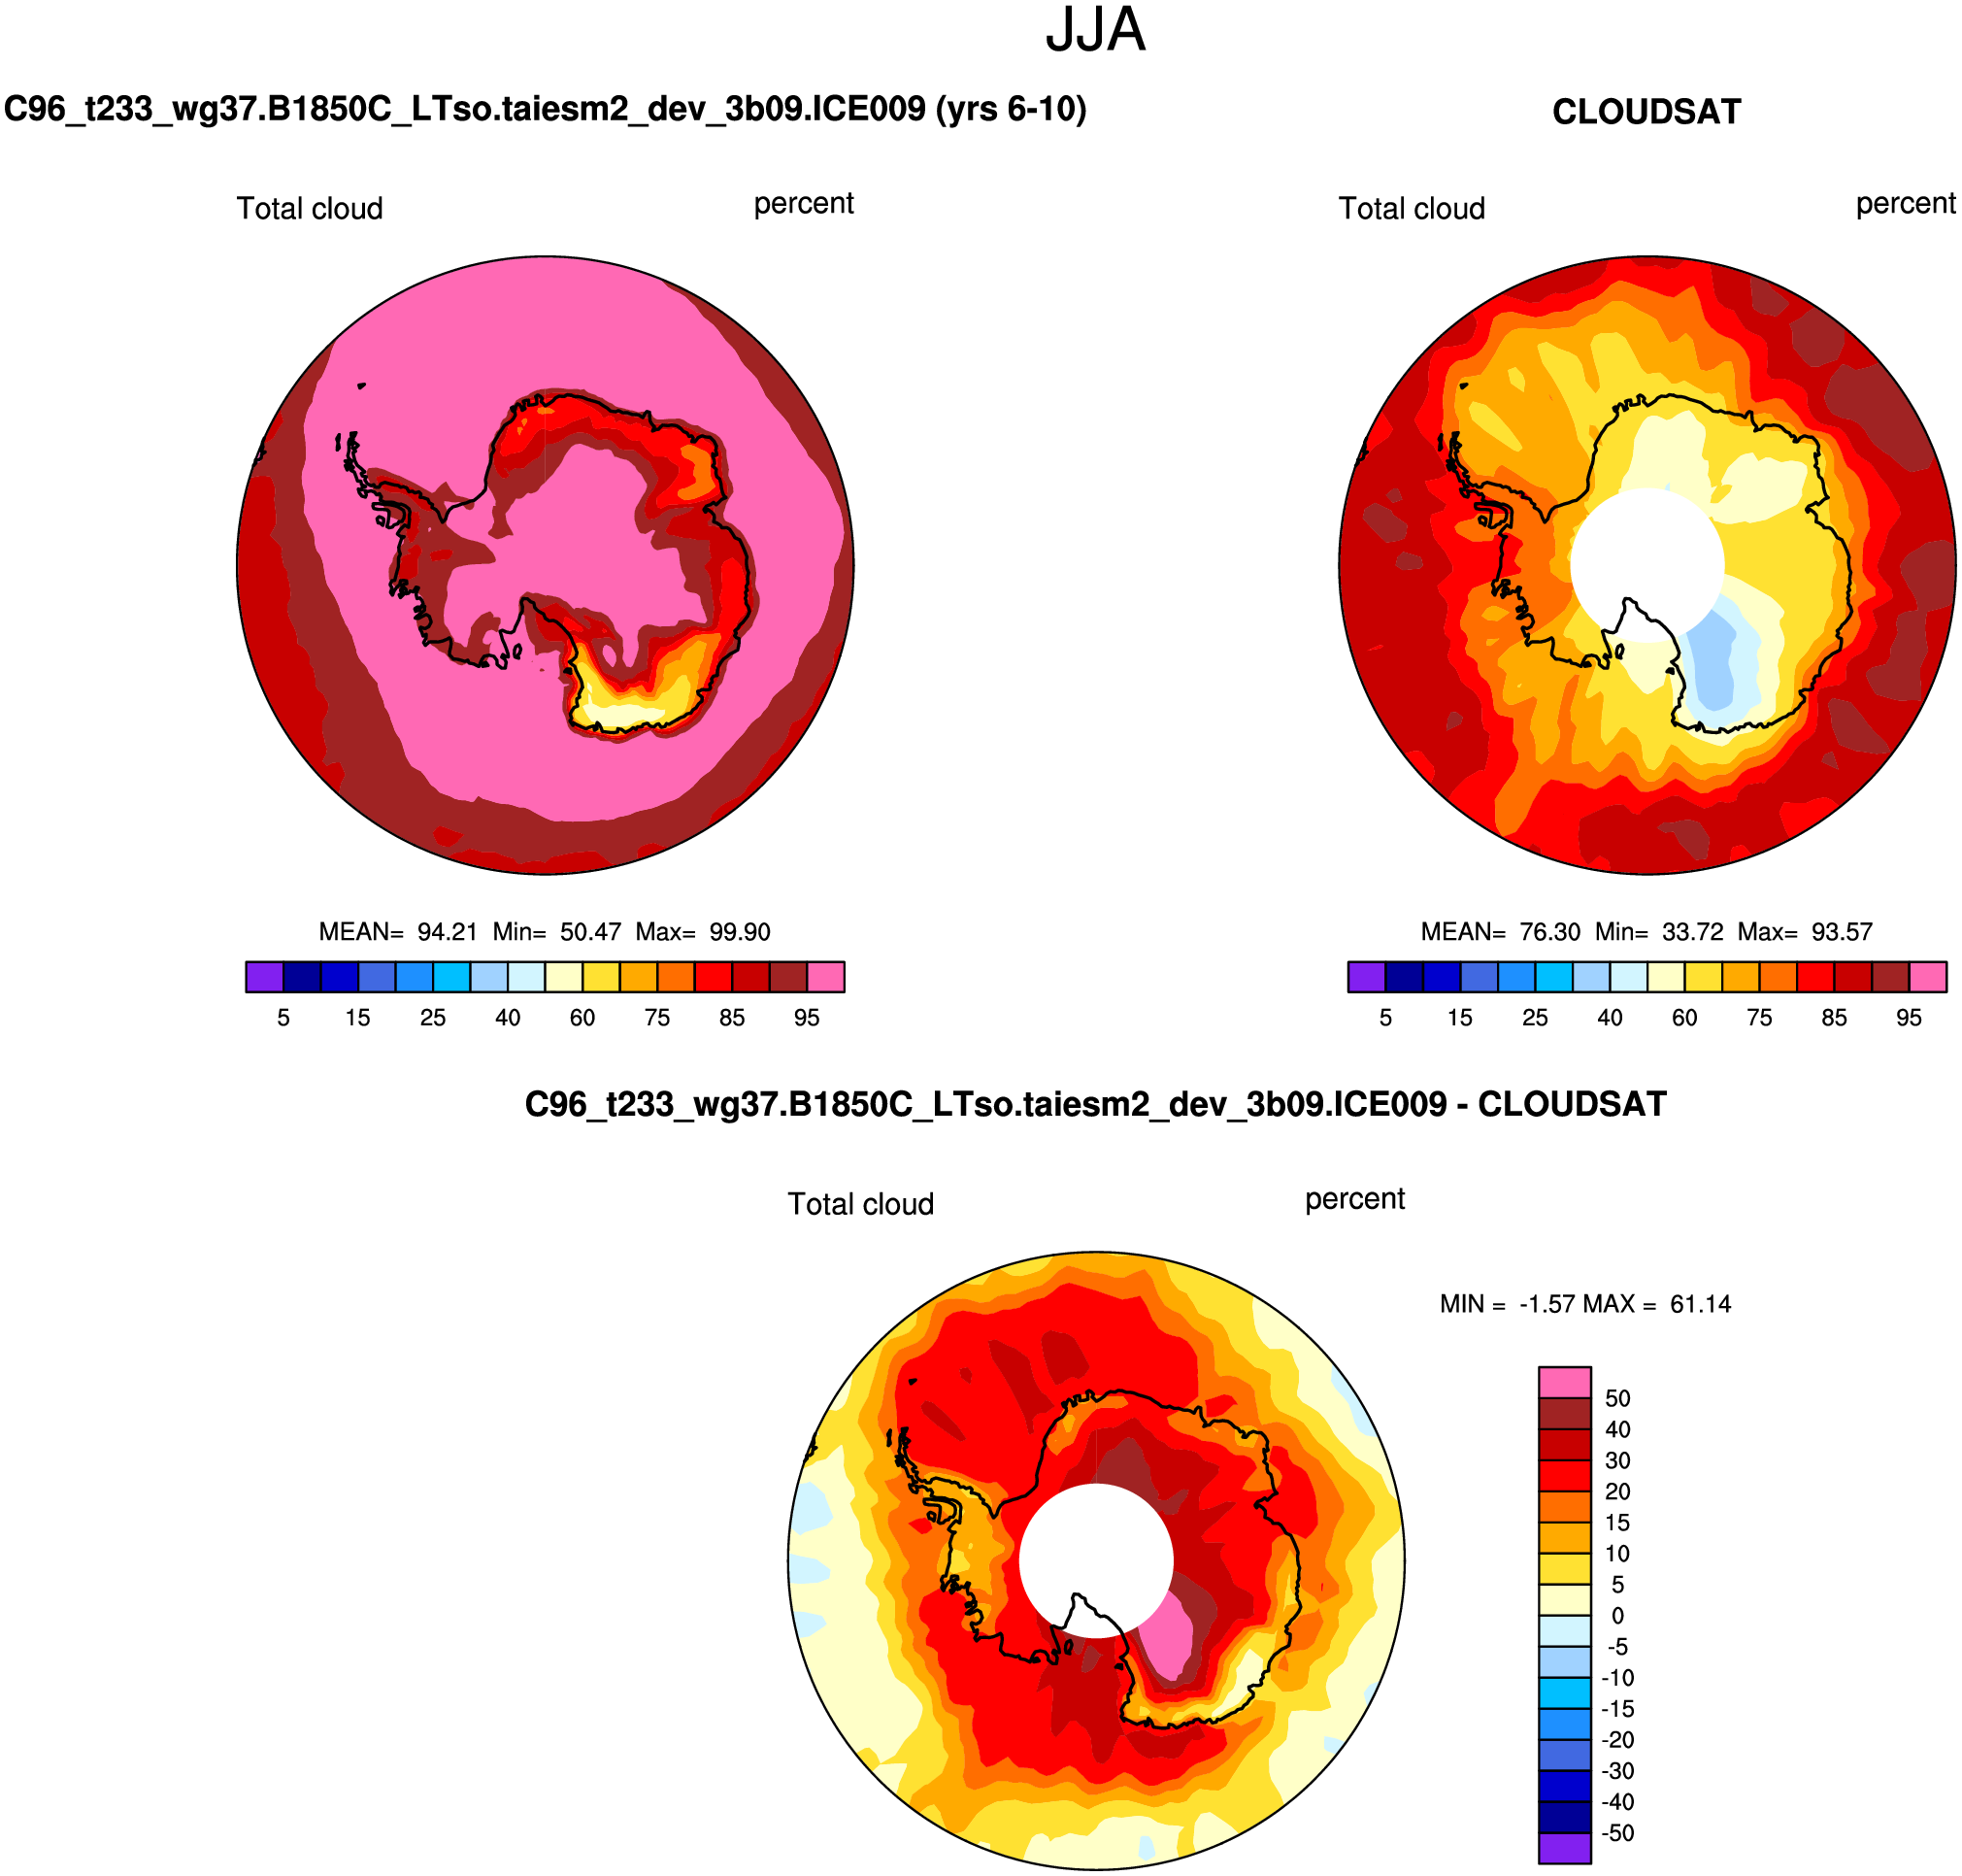 JJA
C96_t233_wg37.B1850C_LTso.taiesm2_dev_3b09.ICE009 (yrs 6-10)
CLOUDSAT
Total cloud percent
Total cloud percent
MEAN= 94.21 Min= 50.47 Max= 99.90
MEAN= 76.30 Min= 33.72 Max= 93.57
5 15 25 40 60 75 85 95
5 15 25 40 60 75 85 95
C96_t233_wg37.B1850C_LTso.taiesm2_dev_3b09.ICE009 - CLOUDSAT
Total cloud percent
MIN = -1.57 MAX = 61.14
50
40
30
20
15
10
5
0
-5
-10
-15
-20
-30
-40
-50